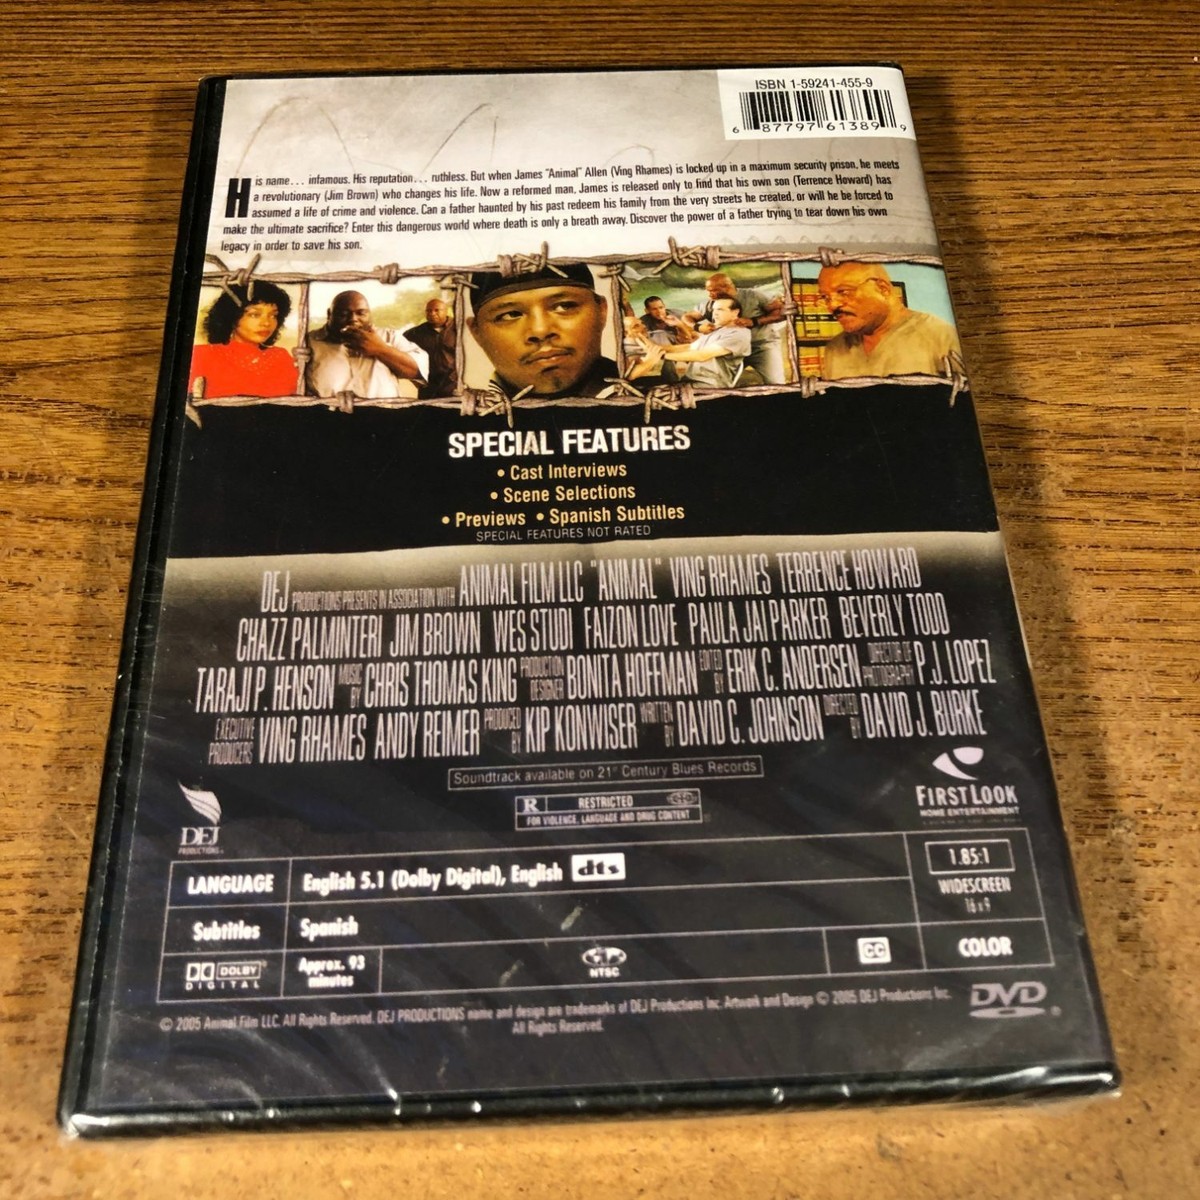 ISBN 1-59241-455-9
6 87797 61389 9
His name... infamous. His reputation... ruthless. But when James "Animal" Allen (Ving Rhames) is locked up in a maximum security prison, he meets
a revolutionary (Jim Brown) who changes his life. Now a reformed man, James is released only to find that his own son (Terrence Howard) has
assumed a life of crime and violence. Can a father haunted by his past redeem his family from the very streets he created, or will he be forced to
make the ultimate sacrifice? Enter this dangerous world where death is only a breath away. Discover the power of a father trying to tear down his own
legacy in order to save his son.
SPECIAL FEATURES
• Cast Interviews
• Scene Selections
• Previews • Spanish Subtitles
SPECIAL FEATURES NOT RATED
DEJ PRODUCTIONS PRESENTS IN ASSOCIATION WITH ANIMAL FILM LLC "ANIMAL" VING RHAMES TERRENCE HOWARD
CHAZZ PALMINTERI JIM BROWN WES STUDI FAIZON LOVE PAULA JAI PARKER BEVERLY TODD
TARAJI P. HENSON MUSIC BY CHRIS THOMAS KING PRODUCTION DESIGNER BONITA HOFFMAN EDITED BY ERIK C. ANDERSEN DIRECTOR OF PHOTOGRAPHY P.J. LOPEZ
EXECUTIVE PRODUCERS VING RHAMES ANDY REIMER PRODUCED BY KIP KONWISER WRITTEN BY DAVID C. JOHNSON DIRECTED BY DAVID J. BURKE
Soundtrack available on 21st Century Blues Records
R RESTRICTED
FOR VIOLENCE, LANGUAGE AND DRUG CONTENT
DEJ
PRODUCTIONS
FIRST LOOK
HOME ENTERTAINMENT
LANGUAGE English 5.1 (Dolby Digital), English dts
1.85:1
WIDESCREEN
16x9
Subtitles Spanish
DOLBY
DIGITAL
Approx. 93
minutes
NTSC
CC
COLOR
© 2005 Animal Film LLC. All Rights Reserved. DEJ PRODUCTIONS name and design are trademarks of DEJ Productions Inc. Artwork and Design © 2005 DEJ Productions Inc.
All Rights Reserved.
DVD